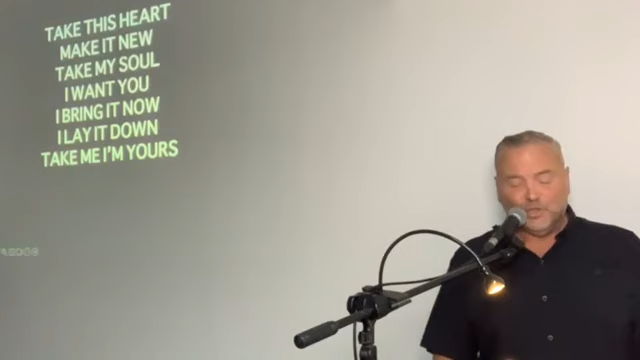 TAKE THIS HEART
MAKE IT NEW
TAKE MY SOUL
I WANT YOU
I BRING IT NOW
I LAY IT DOWN
TAKE ME I'M YOURS